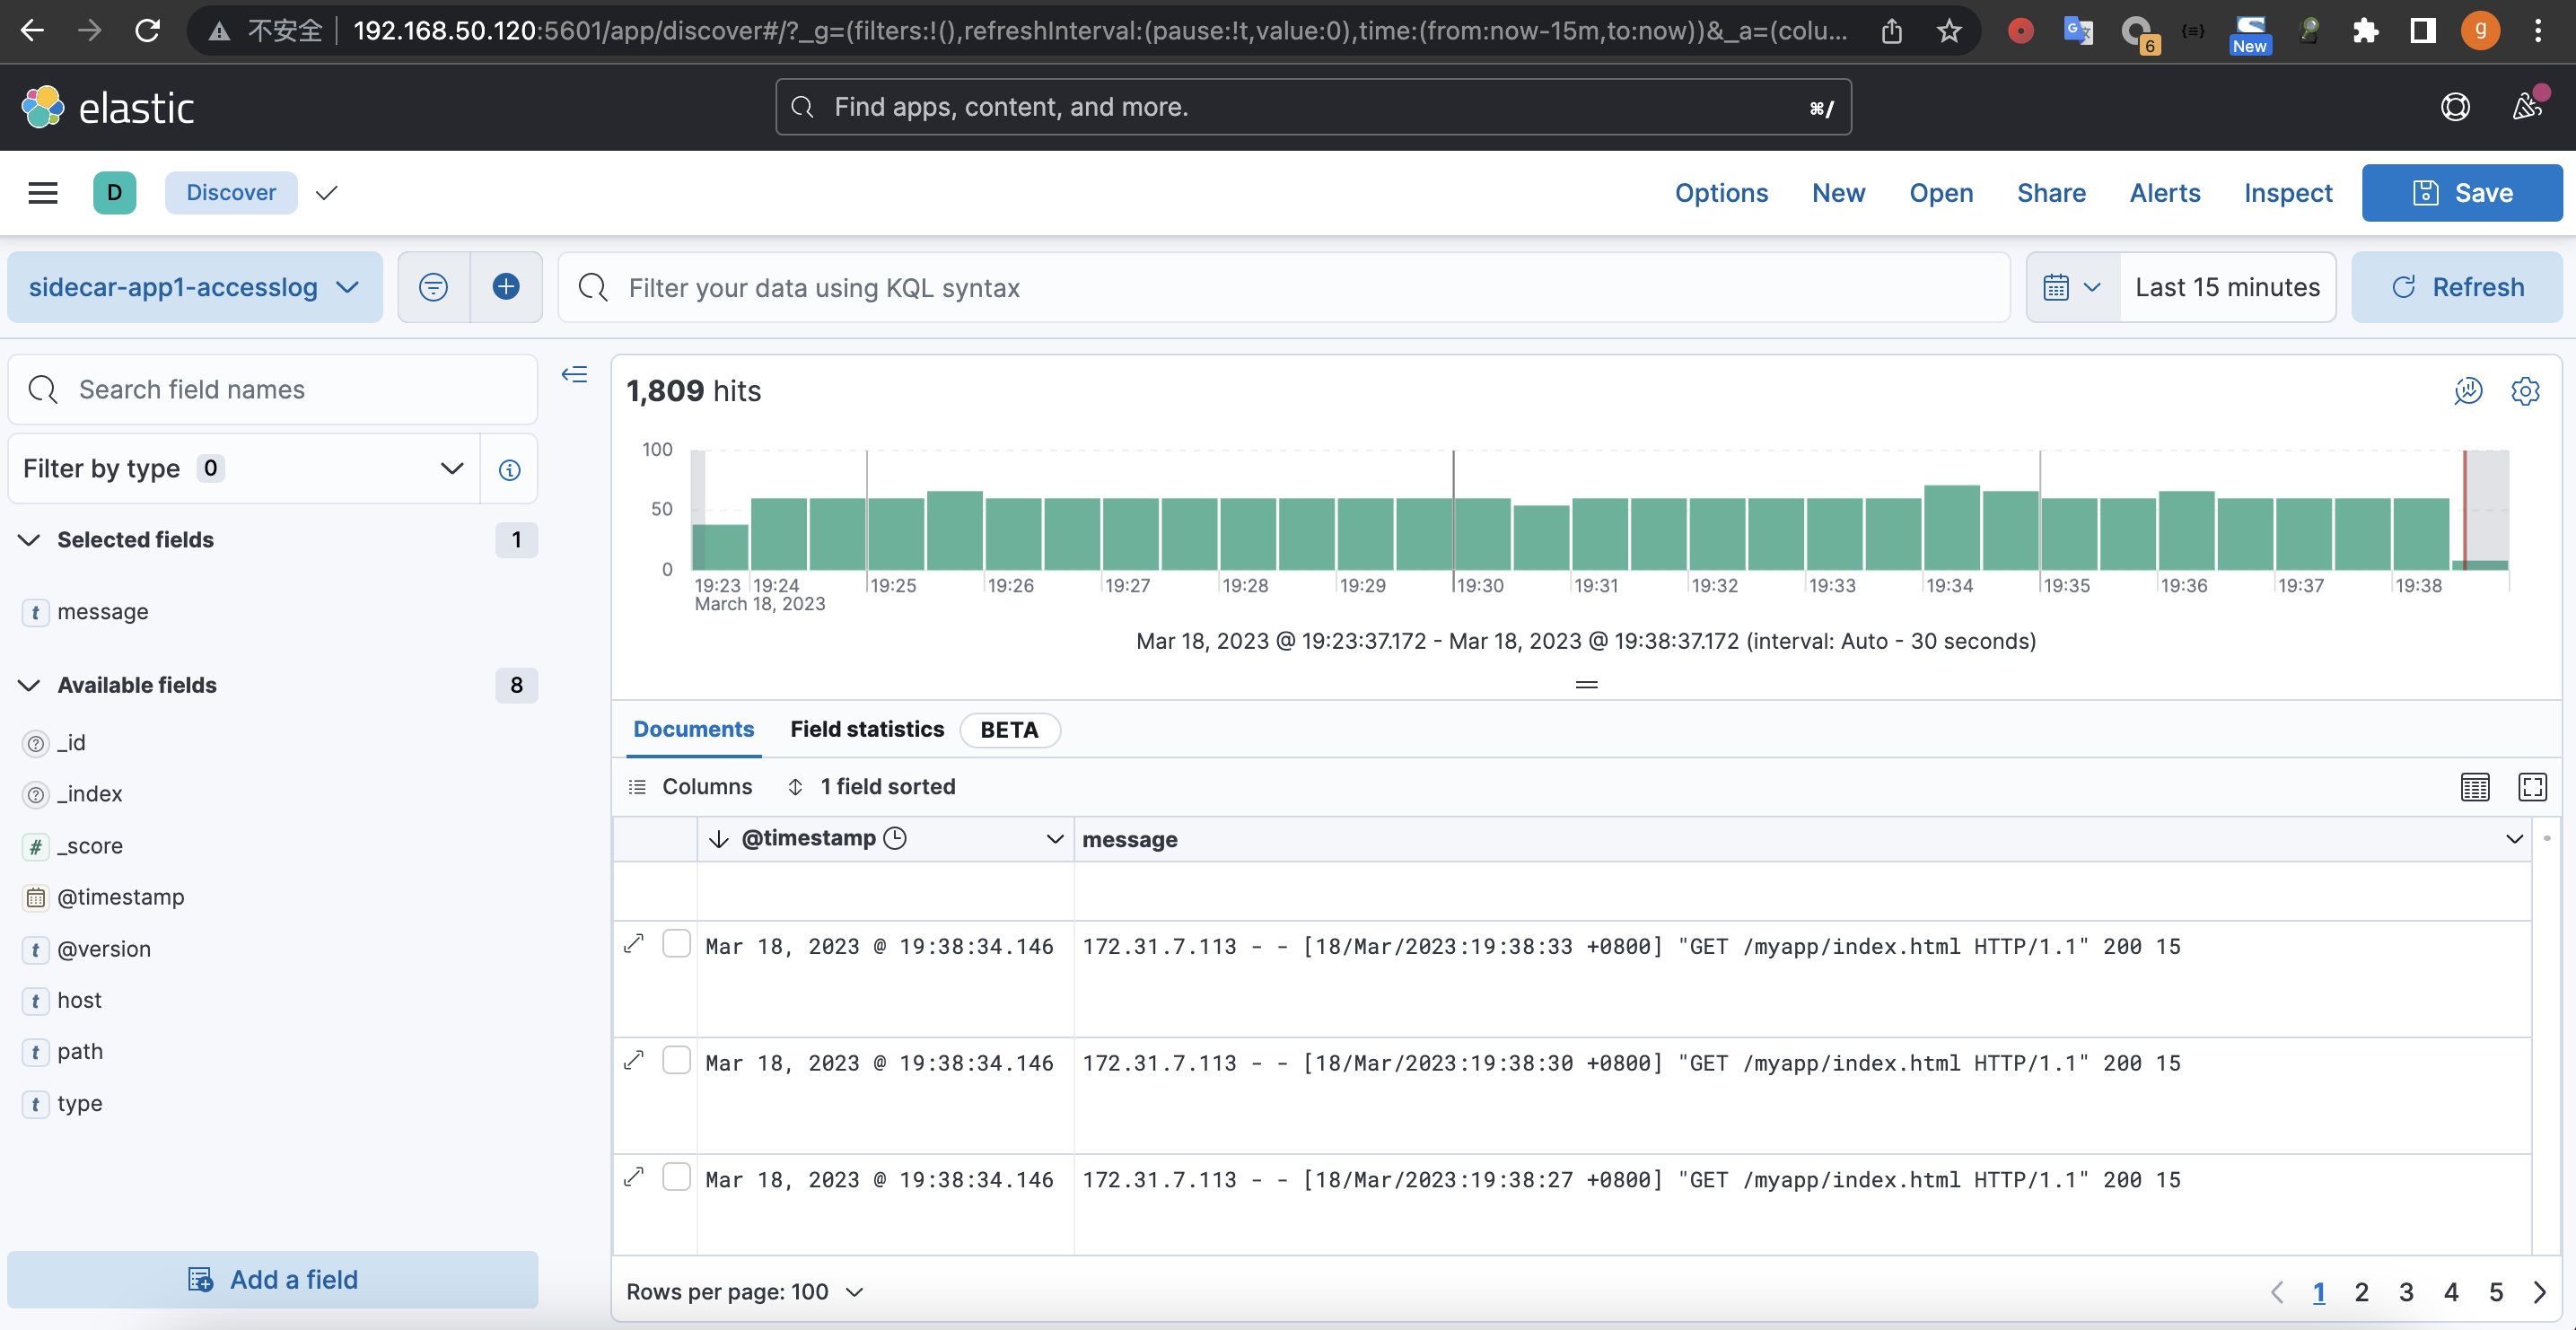 不安全 192.168.50.120:5601/app/discover#/?_g=(filters:!(),refreshInterval:(pause:!t,value:0),time:(from:now-15m,to:now))&_a=(colu... 6 New g
elastic Find apps, content, and more. ⌘/
D Discover Options New Open Share Alerts Inspect Save
sidecar-app1-accesslog Filter your data using KQL syntax Last 15 minutes Refresh
Search field names
Filter by type 0
Selected fields 1
t message
Available fields 8
_id
_index
# _score
@timestamp
t @version
t host
t path
t type
Add a field
1,809 hits
100
50
0
19:23 19:24 19:25 19:26 19:27 19:28 19:29 19:30 19:31 19:32 19:33 19:34 19:35 19:36 19:37 19:38
March 18, 2023
Mar 18, 2023 @ 19:23:37.172 - Mar 18, 2023 @ 19:38:37.172 (interval: Auto - 30 seconds)
Documents Field statistics BETA
Columns 1 field sorted
@timestamp message
Mar 18, 2023 @ 19:38:34.146 172.31.7.113 - - [18/Mar/2023:19:38:33 +0800] "GET /myapp/index.html HTTP/1.1" 200 15
Mar 18, 2023 @ 19:38:34.146 172.31.7.113 - - [18/Mar/2023:19:38:30 +0800] "GET /myapp/index.html HTTP/1.1" 200 15
Mar 18, 2023 @ 19:38:34.146 172.31.7.113 - - [18/Mar/2023:19:38:27 +0800] "GET /myapp/index.html HTTP/1.1" 200 15
Rows per page: 100 1 2 3 4 5